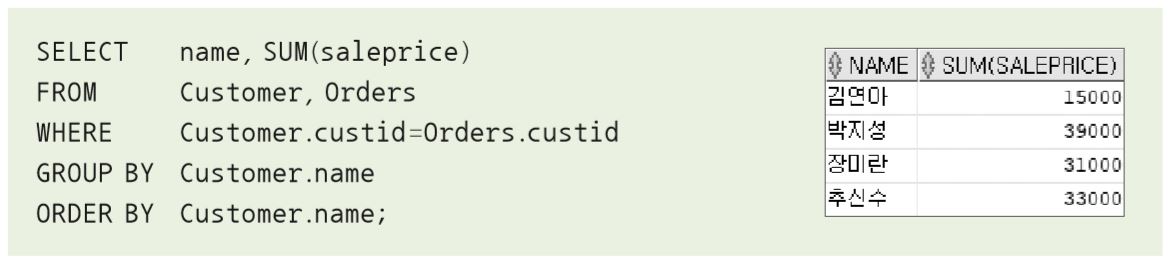 SELECT name, SUM(saleprice)
FROM Customer, Orders
WHERE Customer.custid=Orders.custid
GROUP BY Customer.name
ORDER BY Customer.name;
NAME SUM(SALEPRICE)
김연아 15000
박지성 39000
장미란 31000
추신수 33000